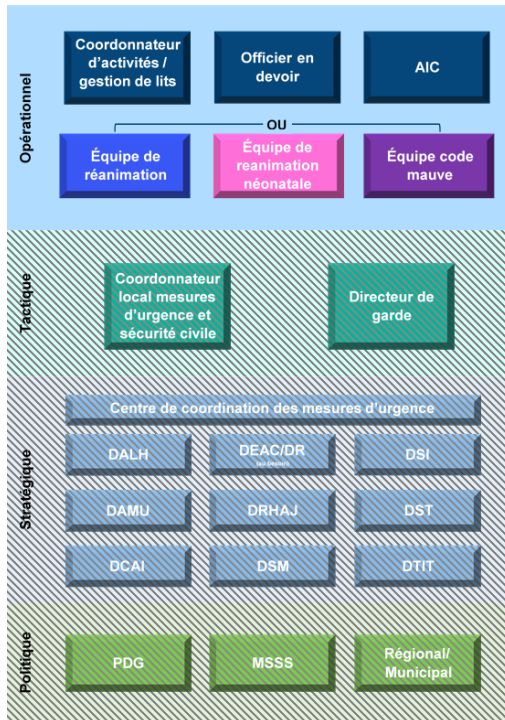 Opérationnel
Coordonnateur
d'activités /
gestion de lits
Officier en
devoir
AIC
OU
Équipe de
réanimation
Équipe de
reanimation
néonatale
Équipe code
mauve
Tactique
Coordonnateur
local mesures
d'urgence et
sécurité civile
Directeur de
garde
Stratégique
Centre de coordination des mesures d'urgence
DALH
DEAC/DR
(au besoin)
DSI
DAMU
DRHAJ
DST
DCAI
DSM
DTIT
Politique
PDG
MSSS
Régional/
Municipal